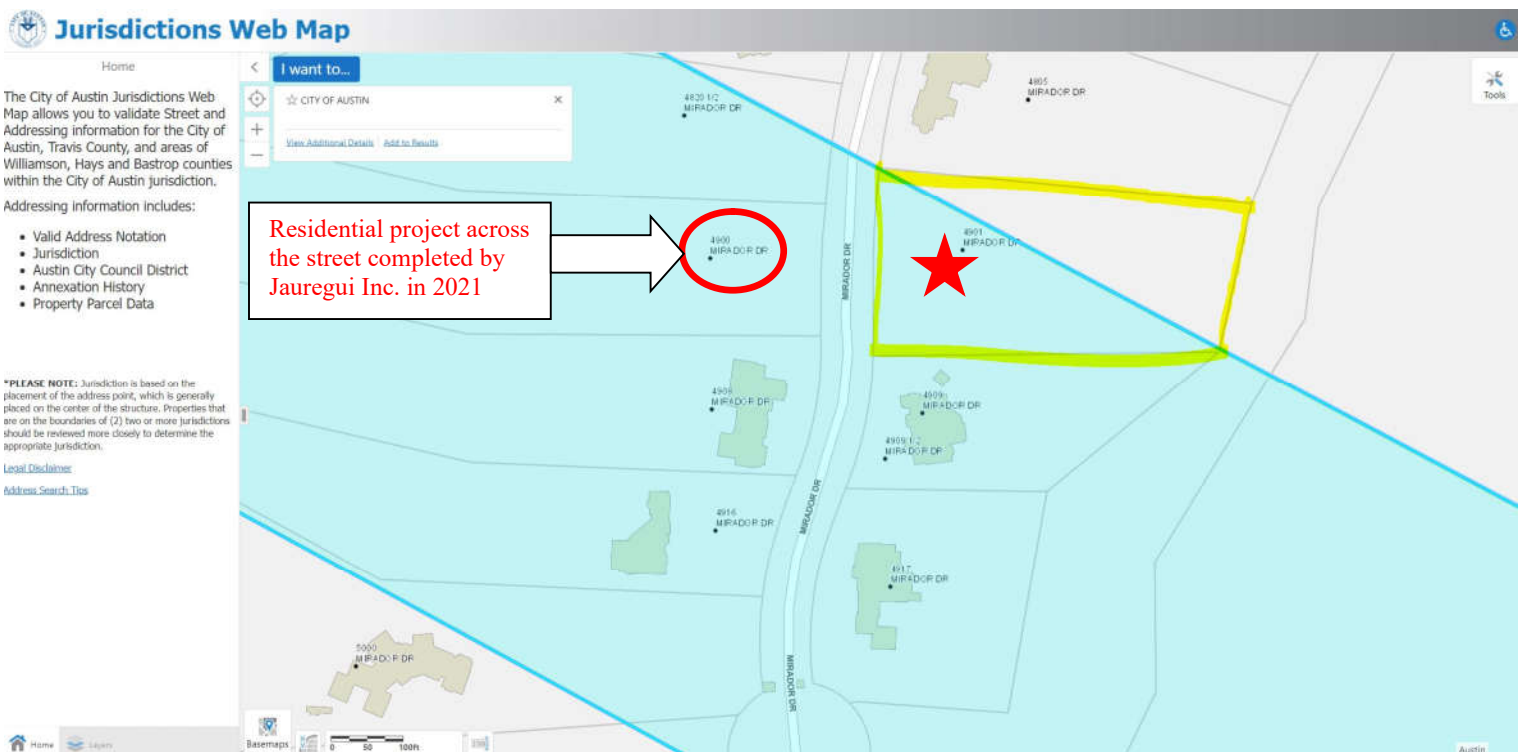 Jurisdictions Web Map
Home
The City of Austin Jurisdictions Web
Map allows you to validate Street and
Addressing information for the City of
Austin, Travis County, and areas of
Williamson, Hays and Bastrop counties
within the City of Austin jurisdiction.
Addressing information includes:
• Valid Address Notation
• Jurisdiction
• Austin City Council District
• Annexation History
• Property Parcel Data
*PLEASE NOTE: Jurisdiction is based on the
placement of the address point, which is generally
placed on the center of the structure. Properties that
are on the boundaries of (2) two or more jurisdictions
should be reviewed more closely to determine the
appropriate jurisdiction.
Legal Disclaimer
Address Search Tips
Home
Layers
I want to...
CITY OF AUSTIN
View Additional Details
Add to Results
Tools
4805
MIRADOR DR
MIRADOR DR
Residential project across
the street completed by
Jauregui Inc. in 2021
4900
MIRADOR DR
4901
MIRADOR DR
MIRADOR DR
4908
MIRADOR DR
4909
MIRADOR DR
4909 1/2
MIRADOR DR
4916
MIRADOR DR
MIRADOR DR
4917
MIRADOR DR
5000
MIRADOR DR
MIRADOR DR
Basemaps
0 50 100ft
Austin